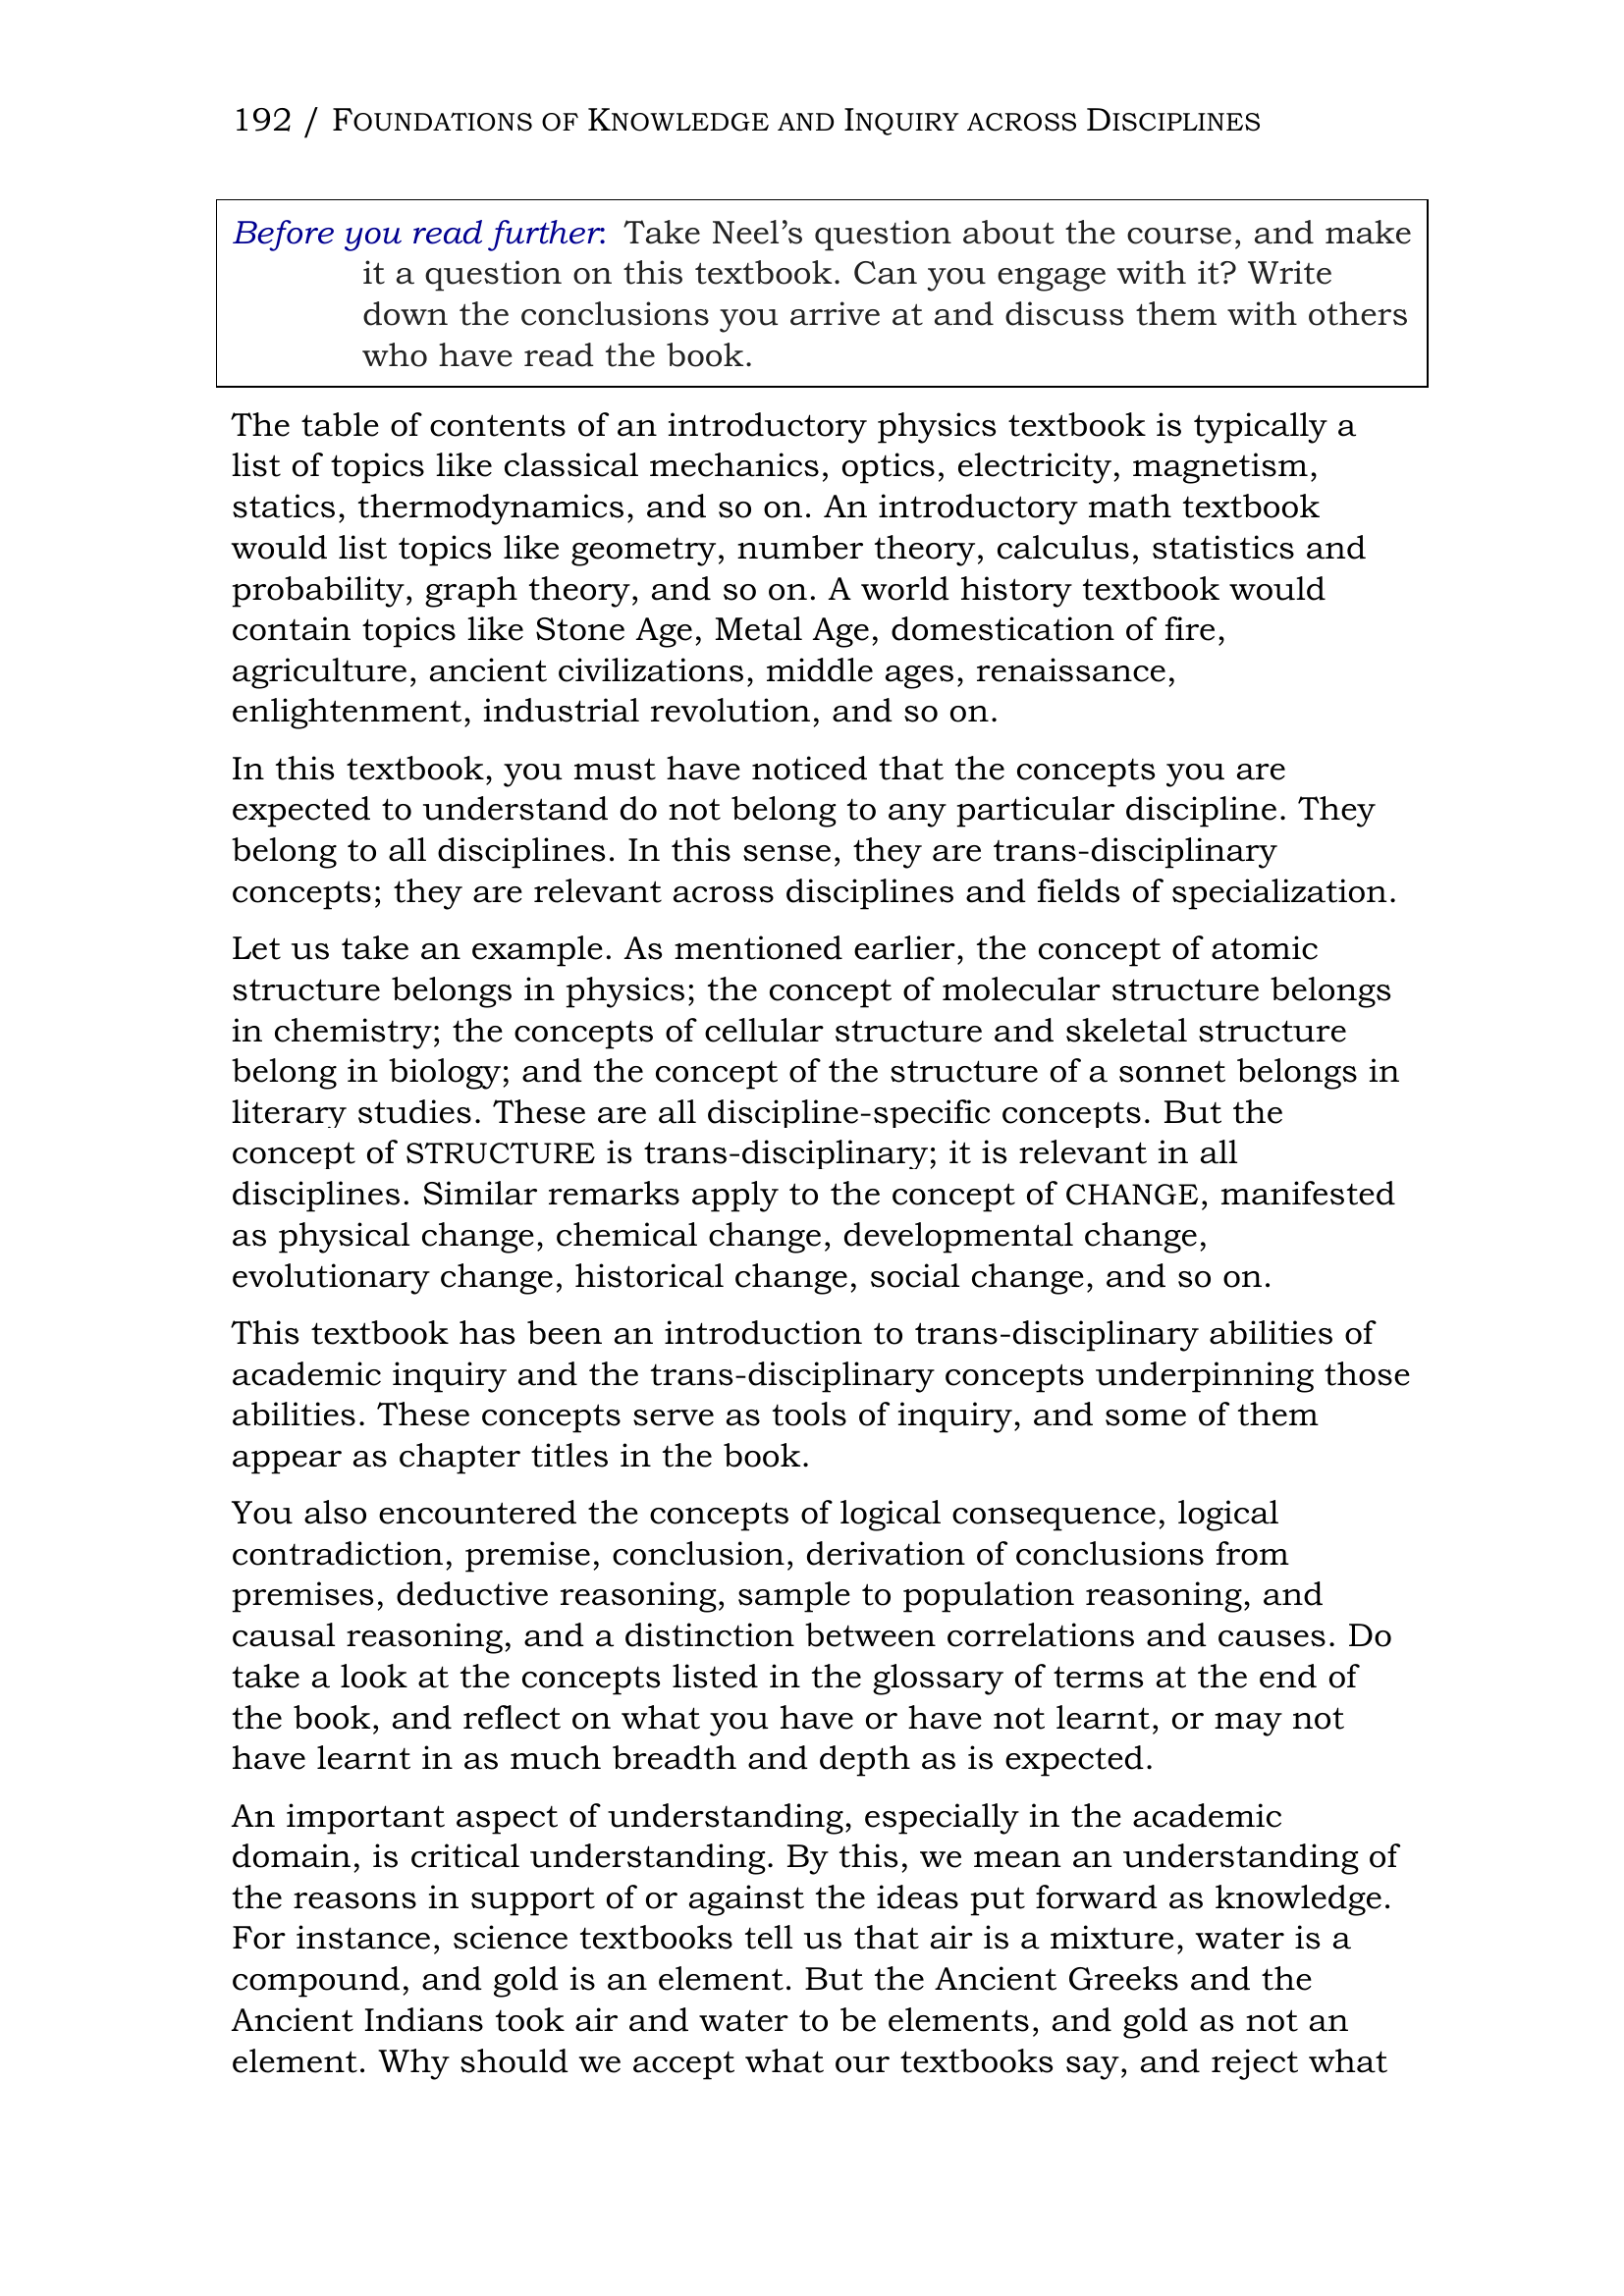 192 / FOUNDATIONS OF KNOWLEDGE AND INQUIRY ACROSS DISCIPLINES
Before you read further: Take Neel’s question about the course, and make
it a question on this textbook. Can you engage with it? Write
down the conclusions you arrive at and discuss them with others
who have read the book.
The table of contents of an introductory physics textbook is typically a
list of topics like classical mechanics, optics, electricity, magnetism,
statics, thermodynamics, and so on. An introductory math textbook
would list topics like geometry, number theory, calculus, statistics and
probability, graph theory, and so on. A world history textbook would
contain topics like Stone Age, Metal Age, domestication of fire,
agriculture, ancient civilizations, middle ages, renaissance,
enlightenment, industrial revolution, and so on.
In this textbook, you must have noticed that the concepts you are
expected to understand do not belong to any particular discipline. They
belong to all disciplines. In this sense, they are trans-disciplinary
concepts; they are relevant across disciplines and fields of specialization.
Let us take an example. As mentioned earlier, the concept of atomic
structure belongs in physics; the concept of molecular structure belongs
in chemistry; the concepts of cellular structure and skeletal structure
belong in biology; and the concept of the structure of a sonnet belongs in
literary studies. These are all discipline-specific concepts. But the
concept of STRUCTURE is trans-disciplinary; it is relevant in all
disciplines. Similar remarks apply to the concept of CHANGE, manifested
as physical change, chemical change, developmental change,
evolutionary change, historical change, social change, and so on.
This textbook has been an introduction to trans-disciplinary abilities of
academic inquiry and the trans-disciplinary concepts underpinning those
abilities. These concepts serve as tools of inquiry, and some of them
appear as chapter titles in the book.
You also encountered the concepts of logical consequence, logical
contradiction, premise, conclusion, derivation of conclusions from
premises, deductive reasoning, sample to population reasoning, and
causal reasoning, and a distinction between correlations and causes. Do
take a look at the concepts listed in the glossary of terms at the end of
the book, and reflect on what you have or have not learnt, or may not
have learnt in as much breadth and depth as is expected.
An important aspect of understanding, especially in the academic
domain, is critical understanding. By this, we mean an understanding of
the reasons in support of or against the ideas put forward as knowledge.
For instance, science textbooks tell us that air is a mixture, water is a
compound, and gold is an element. But the Ancient Greeks and the
Ancient Indians took air and water to be elements, and gold as not an
element. Why should we accept what our textbooks say, and reject what